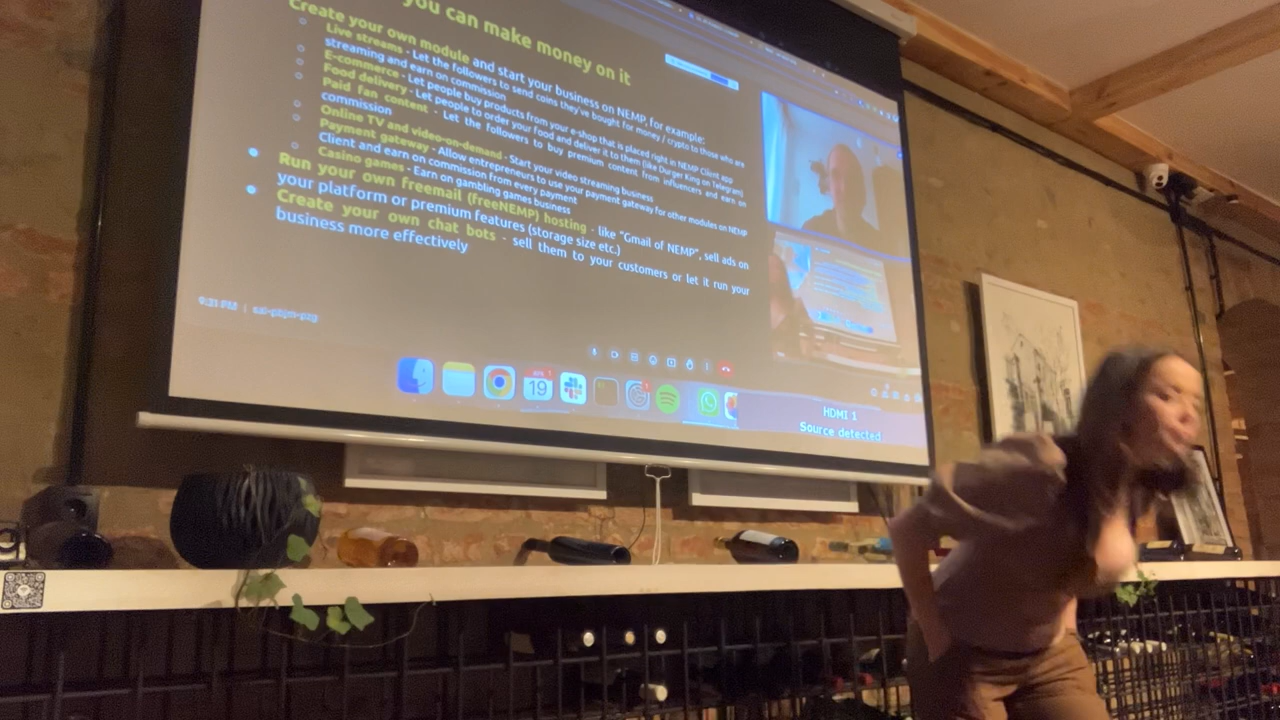 you can make money on it
Create your own module and start your business on NEMP, for example:
Live streams - Let the followers to send coins they've bought for money / crypto to those who are
streaming and earn on commission
E-commerce - Let people buy products from your e-shop that is placed right in NEMP Client app
Food delivery - Let people to order your food and deliver it to them (like Durger King on Telegram)
Paid fan content - Let the followers to buy premium content from influencers and earn on
commission
Online TV and video-on-demand - Start your video streaming business
Payment gateway - Allow entrepreneurs to use your payment gateway for other modules on NEMP
Client and earn on commission from every payment
Casino games - Earn on gambling games business
Run your own freemail (freeNEMP) hosting - like "Gmail of NEMP", sell ads on
your platform or premium features (storage size etc.)
Create your own chat bots - sell them to your customers or let it run your
business more effectively
9:21 PM
19
HDMI 1
Source detected